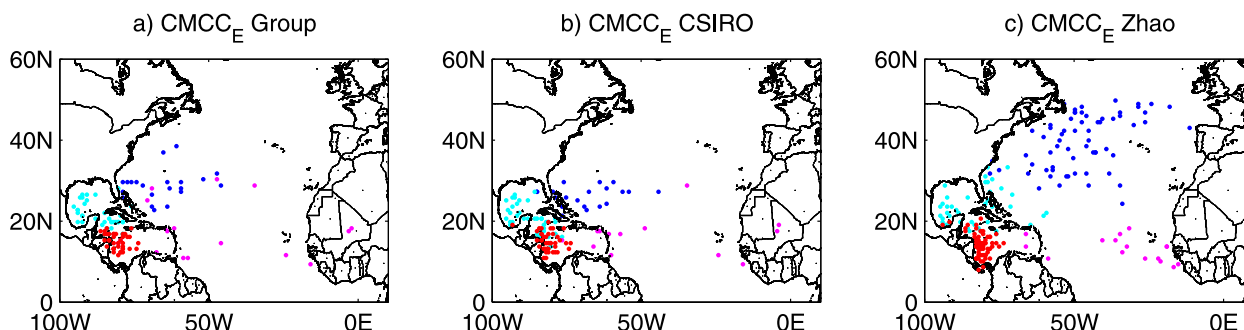 a) CMCC_E Group
b) CMCC_E CSIRO
c) CMCC_E Zhao
60N
40N
20N
0
100W 50W 0E
60N
40N
20N
0
100W 50W 0E
60N
40N
20N
0
100W 50W 0E